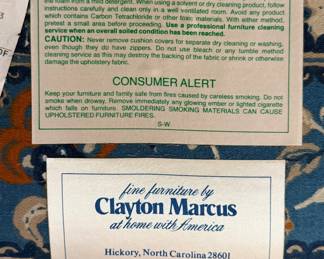 the foam from a mild detergent. When using a solvent or dry cleaning product, follow
instructions carefully and clean only in a well ventilated room. Avoid any product
which contains Carbon Tetrachloride or other toxic materials. With either method,
pretest a small area before proceeding. Use a professional furniture cleaning
service when an overall soiled condition has been reached.
CAUTION: Never remove cushion covers for separate dry cleaning or washing,
even though they do have zippers. Do not use bleach or any tumble method
cleaning service as this may destroy the backing of the fabric or shrink or otherwise
damage the upholstery fabric.
CONSUMER ALERT
Keep your furniture and family safe from fires caused by careless smoking. Do not
smoke when drowsy. Remove immediately any glowing ember or lighted cigarette
which falls on furniture. SMOLDERING SMOKING MATERIALS CAN CAUSE
UPHOLSTERED FURNITURE FIRES.
S-W
fine furniture by
Clayton Marcus
at home with America
Hickory, North Carolina 28601